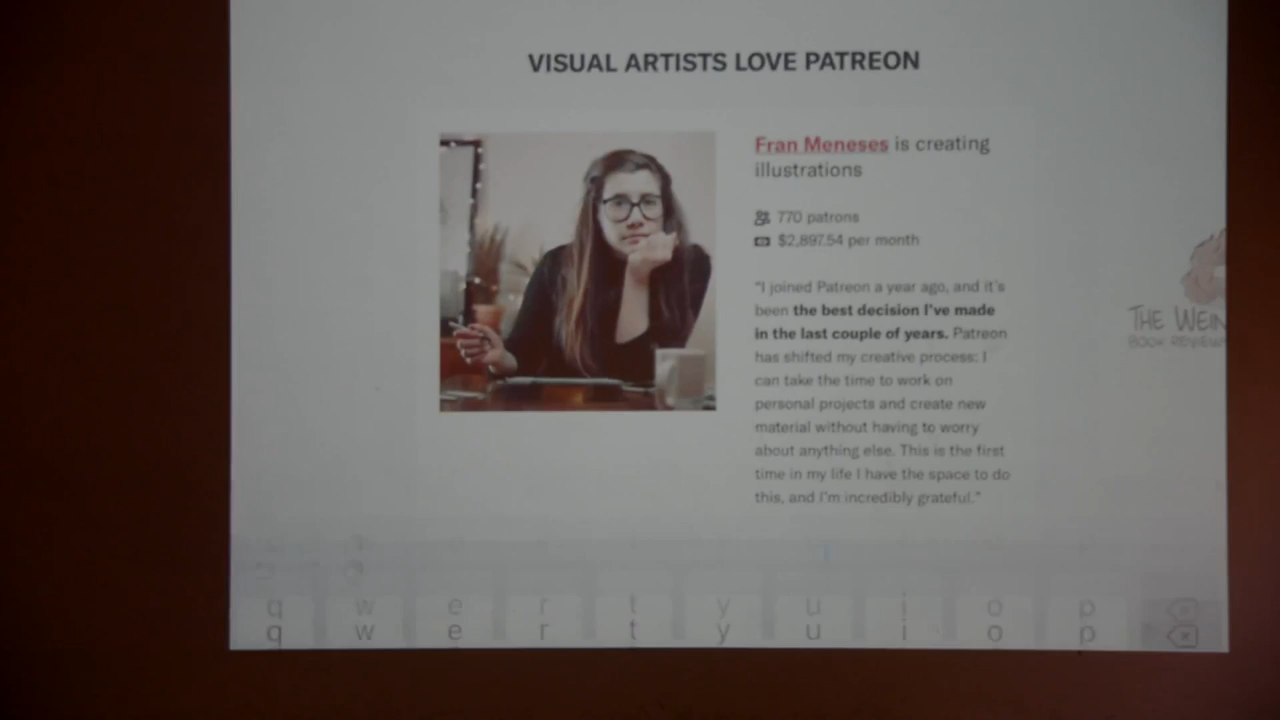 VISUAL ARTISTS LOVE PATREON
Fran Meneses is creating
illustrations
770 patrons
$2,897.54 per month
"I joined Patreon a year ago, and it's
been the best decision I've made
in the last couple of years. Patreon
has shifted my creative process: I
can take the time to work on
personal projects and create new
material without having to worry
about anything else. This is the first
time in my life I have the space to do
this, and I'm incredibly grateful."
THE WEIN
BOOK REVIEW
q w e r t y u i o p
q w e r t y u i o p